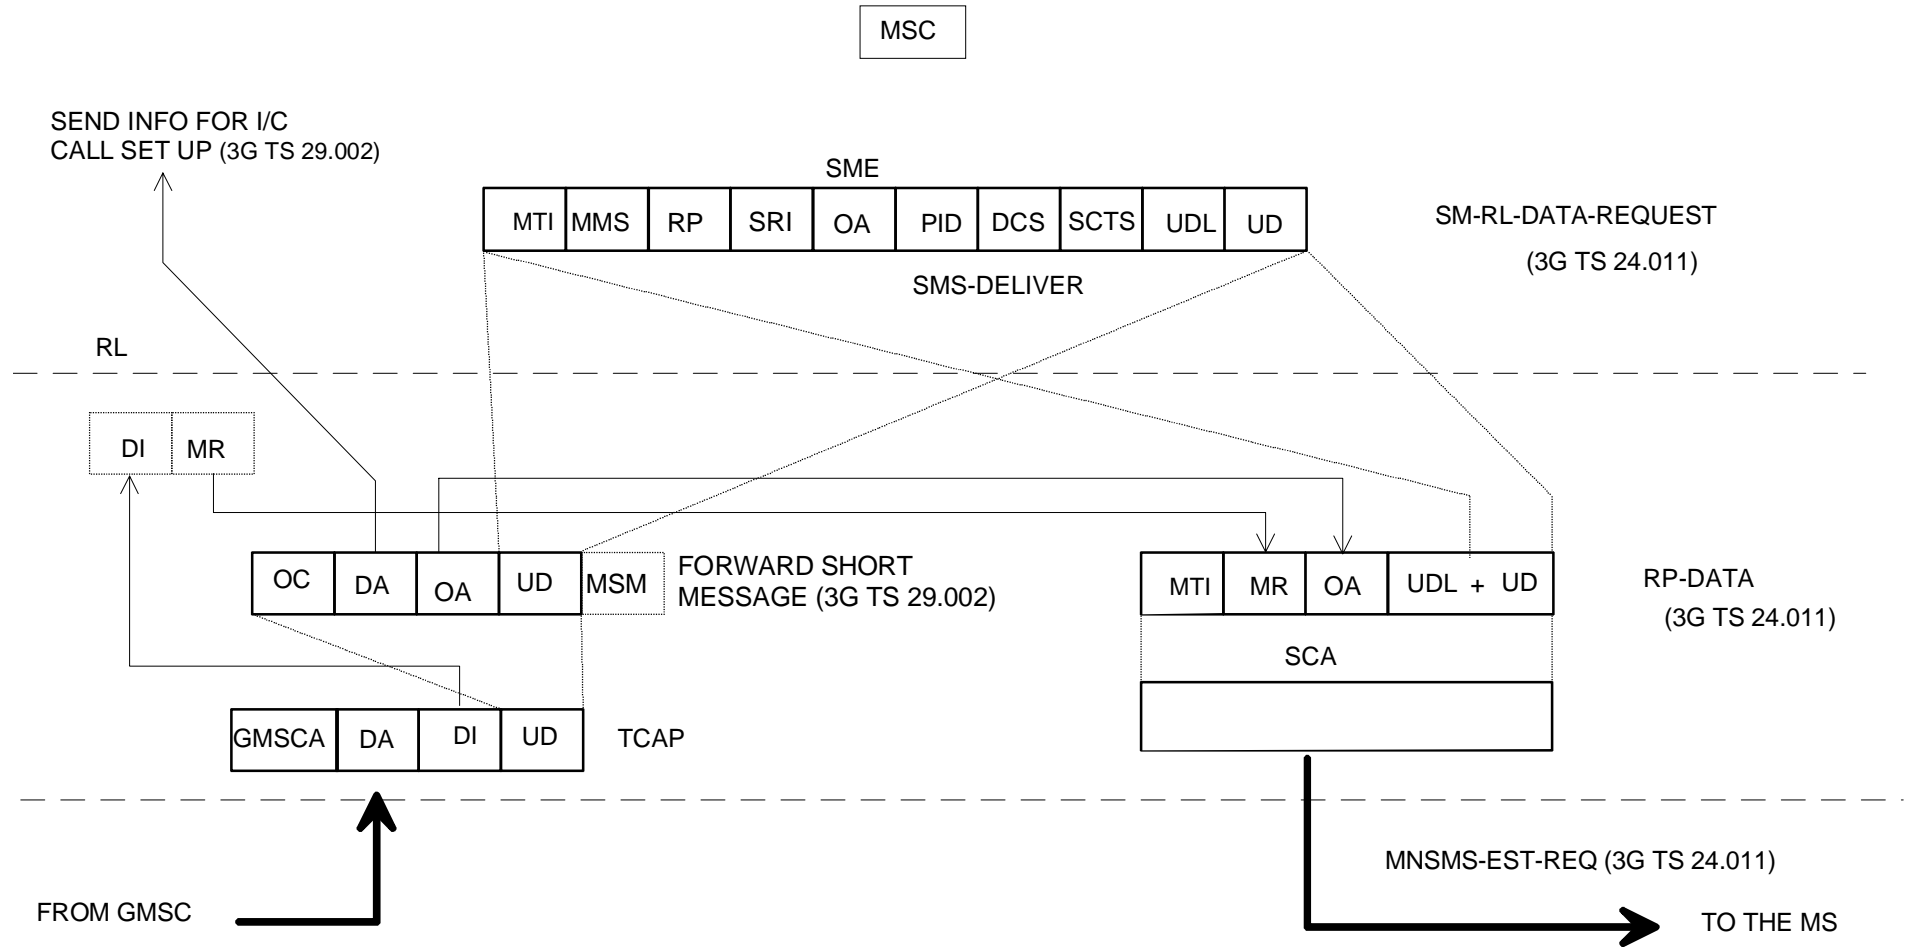 MSC
SEND INFO FOR I/C
CALL SET UP (3G TS 29.002)
SME
MTI MMS RP SRI OA PID DCS SCTS UDL UD
SM-RL-DATA-REQUEST
(3G TS 24.011)
SMS-DELIVER
RL
DI MR
OC DA OA UD MSM
FORWARD SHORT
MESSAGE (3G TS 29.002)
MTI MR OA UDL + UD
RP-DATA
(3G TS 24.011)
SCA
GMSCA DA DI UD TCAP
MNSMS-EST-REQ (3G TS 24.011)
FROM GMSC
TO THE MS